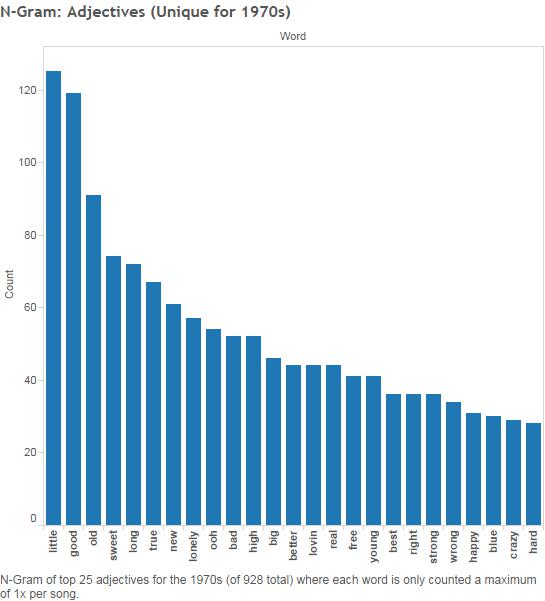 N-Gram: Adjectives (Unique for 1970s)
Word
120
100
80
60
40
20
0
Count
little
good
old
sweet
long
true
new
lonely
ooh
bad
high
big
better
lovin
real
free
young
best
right
strong
wrong
happy
blue
crazy
hard
N-Gram of top 25 adjectives for the 1970s (of 928 total) where each word is only counted a maximum
of 1x per song.